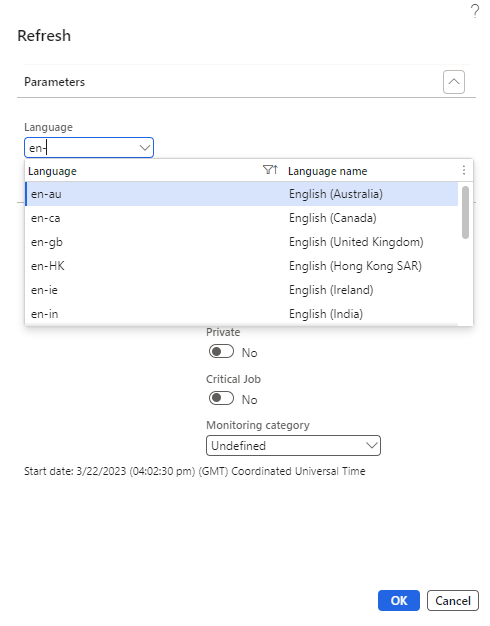 ?
Refresh
Parameters
Language
en-
Language Language name
en-au English (Australia)
en-ca English (Canada)
en-gb English (United Kingdom)
en-HK English (Hong Kong SAR)
en-ie English (Ireland)
en-in English (India)
Private
No
Critical Job
No
Monitoring category
Undefined
Start date: 3/22/2023 (04:02:30 pm) (GMT) Coordinated Universal Time
OK Cancel